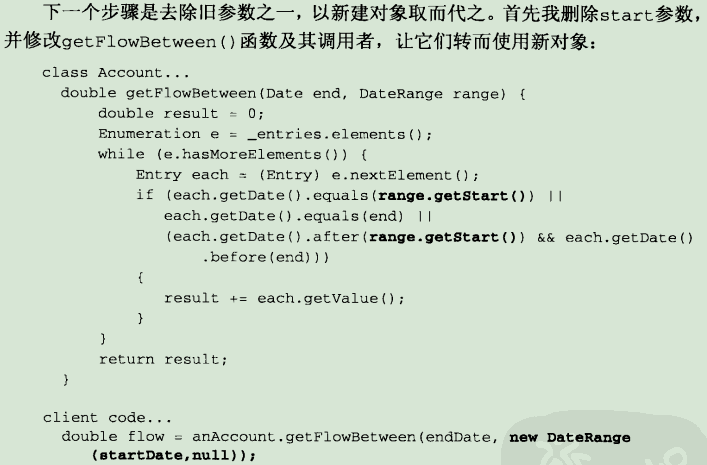 下一个步骤是去除旧参数之一，以新建对象取而代之。首先我删除start参数，
并修改getFlowBetween()函数及其调用者，让它们转而使用新对象：
class Account...
double getFlowBetween(Date end, DateRange range) {
double result = 0;
Enumeration e = _entries.elements();
while (e.hasMoreElements()) {
Entry each = (Entry) e.nextElement();
if (each.getDate().equals(range.getStart()) ||
each.getDate().equals(end) ||
(each.getDate().after(range.getStart()) && each.getDate()
.before(end)))
{
result += each.getValue();
}
}
return result;
}
client code...
double flow = anAccount.getFlowBetween(endDate, new DateRange
(startDate,null));